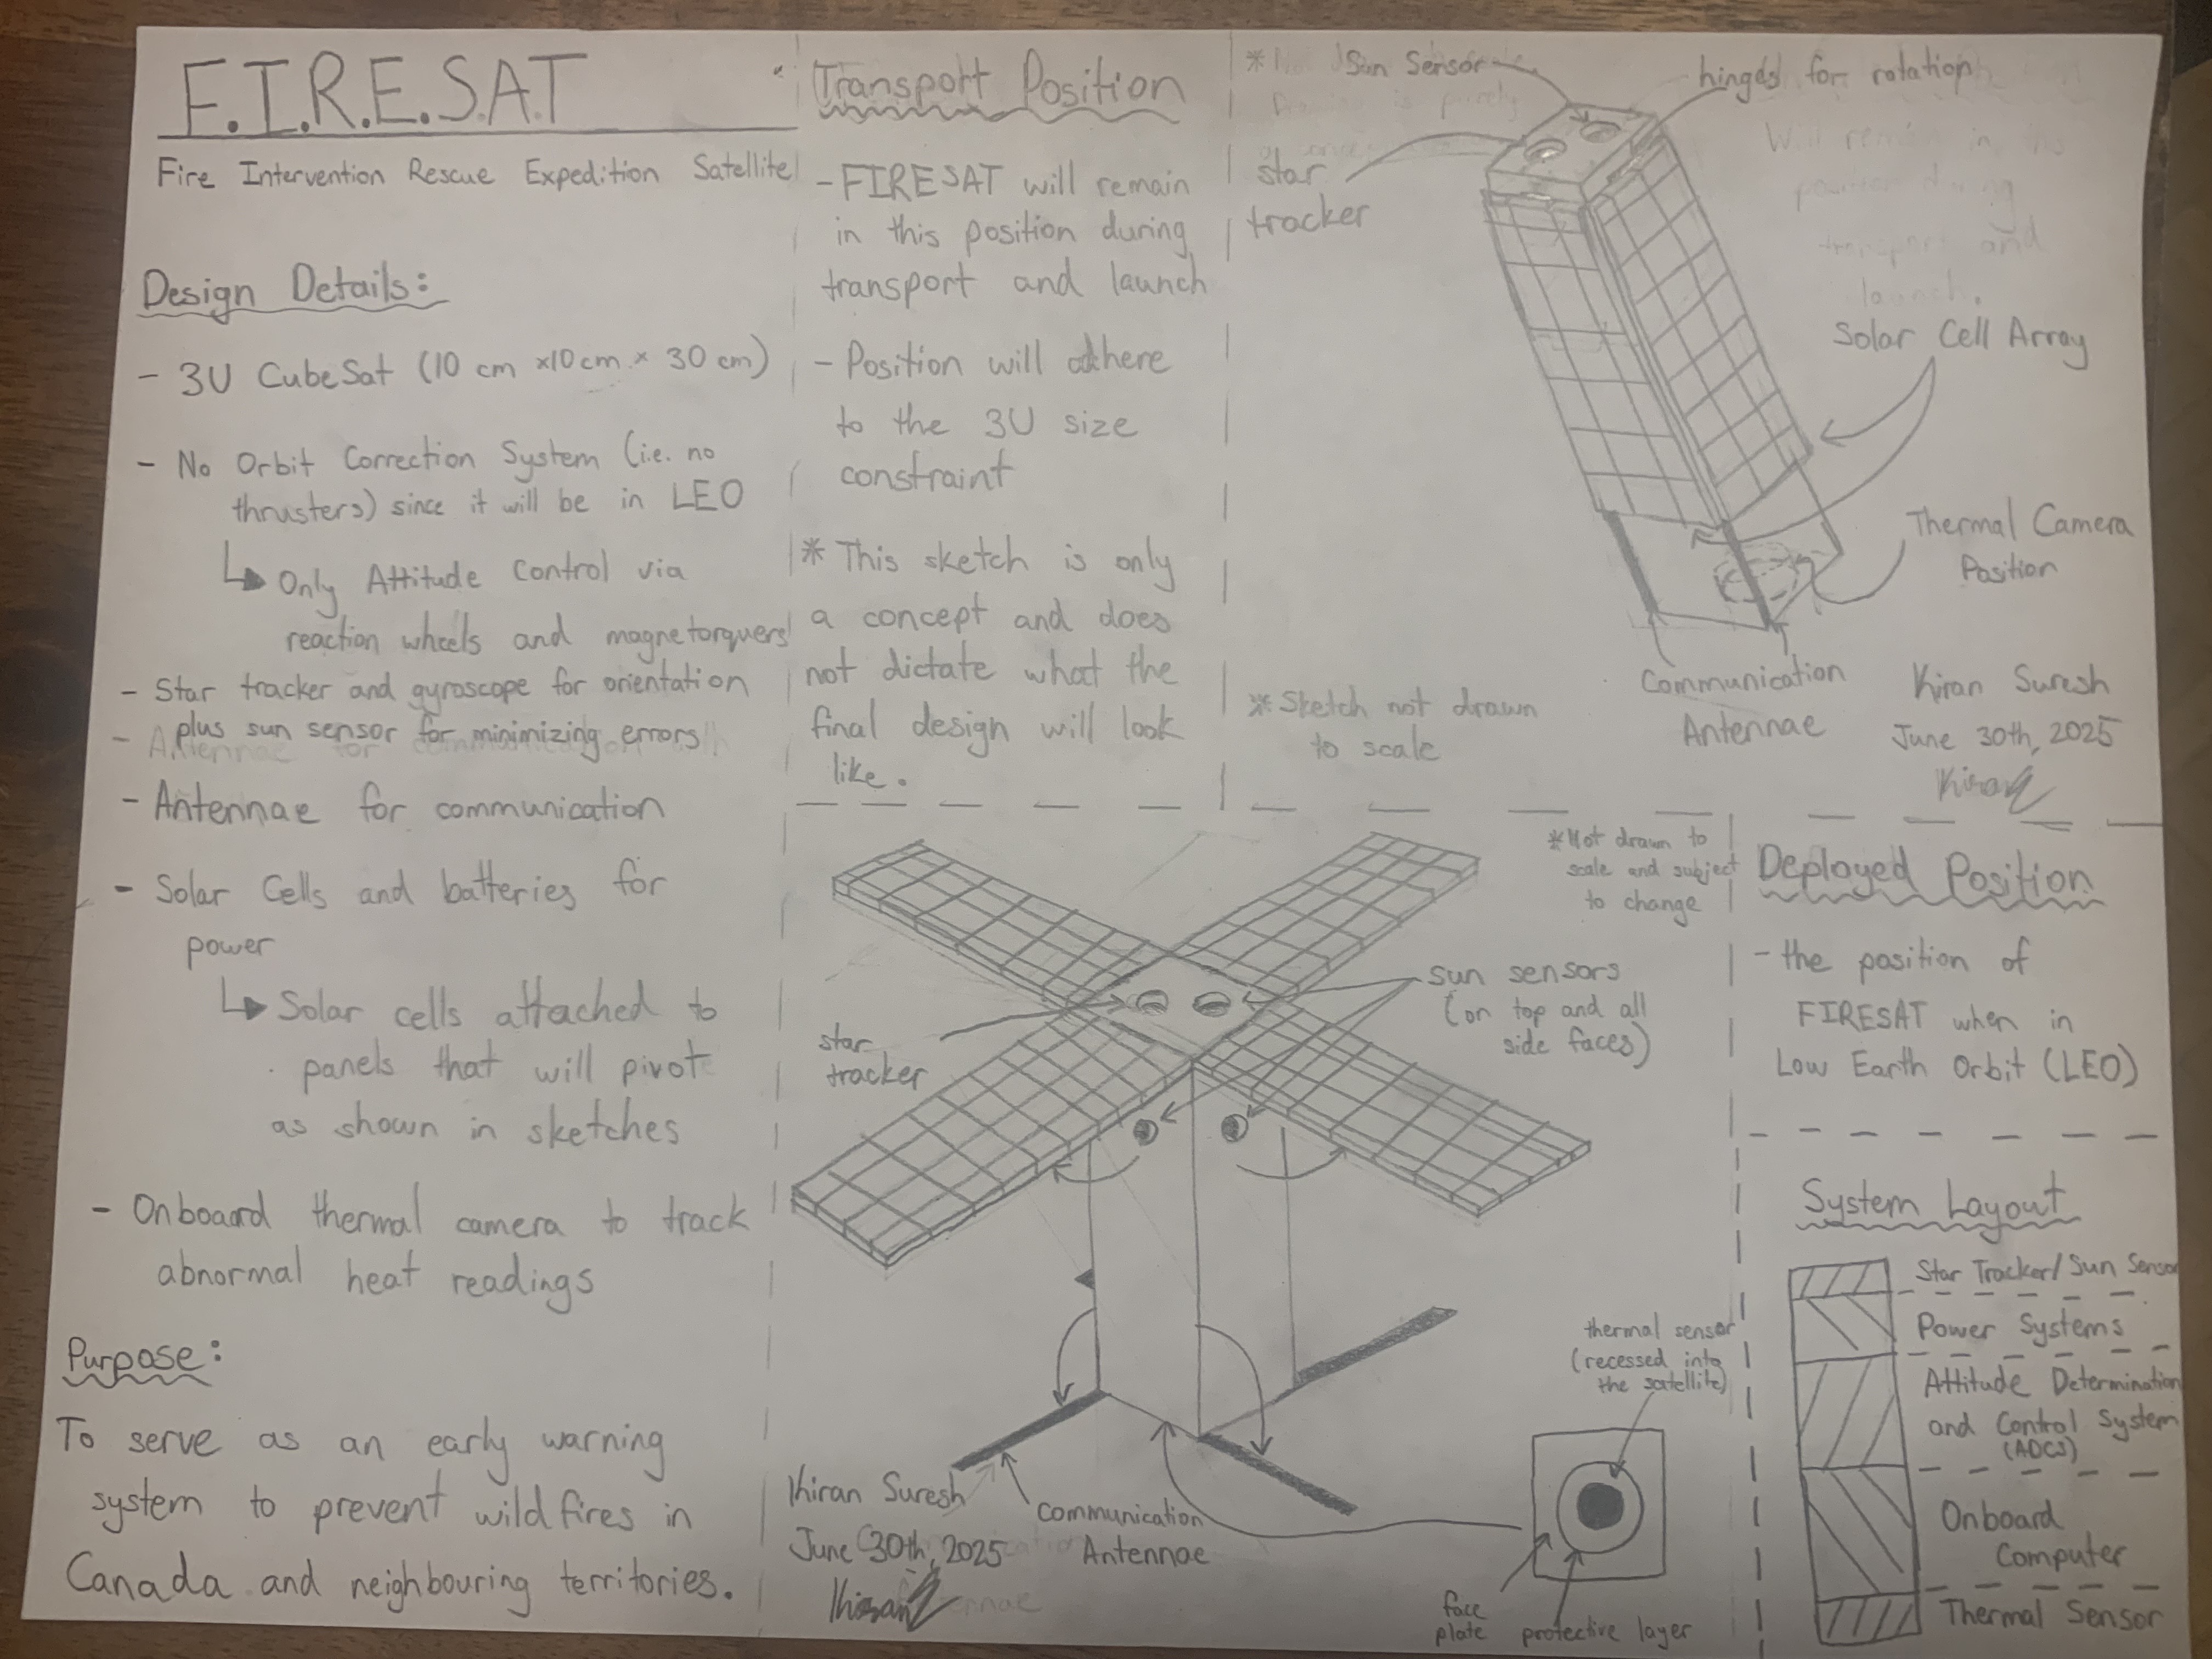 F.I.R.E.S.A.T
Fire Intervention Rescue Expedition Satellite
Design Details:
- 3U CubeSat (10 cm x10cm x 30 cm)
- No Orbit Correction System (i.e. no
thrusters) since it will be in LEO
↳ Only Attitude Control via
reaction wheels and magnetorquers
- Star tracker and gyroscope for orientation
plus sun sensor for minimizing errors
- Antennae for communication
- Solar Cells and batteries for
power
↳ Solar cells attached to
panels that will pivot
as shown in sketches
- Onboard thermal camera to track
abnormal heat readings
Purpose:
To serve as an early warning
system to prevent wildfires in
Canada and neighbouring territories.
Transport Position
- FIRESAT will remain
in this position during
transport and launch
- Position will adhere
to the 3U size
constraint
* This sketch is only
a concept and does
not dictate what the
final design will look
like.
Sun Sensor
hinges for rotation
star
tracker
Solar Cell Array
Thermal Camera
Position
Communication
Antennae
* Sketch not drawn
to scale
Kiran Suresh
June 30th, 2025
Kiran
* Not drawn to
scale and subject
to change
sun sensors
(on top and all
side faces)
star
tracker
thermal sensor
(recessed into
the satellite)
Communication
Antennae
face
plate
protective layer
Kiran Suresh
June 30th, 2025
Kiran
Deployed Position
- the position of
FIRESAT when in
Low Earth Orbit (LEO)
System Layout
Star Tracker/ Sun Sensor
Power Systems
Attitude Determination
and Control System
(ADCS)
Onboard
Computer
Thermal Sensor